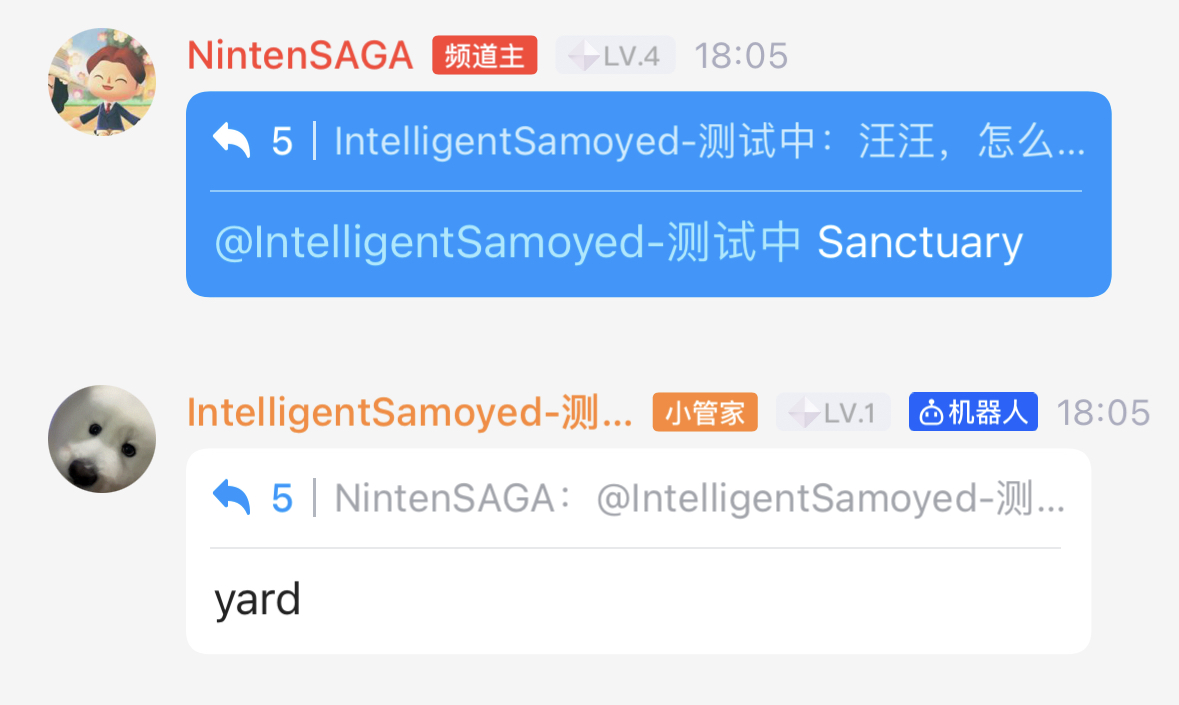 NintenSAGA 频道主 LV.4 18:05
5 | IntelligentSamoyed-测试中：汪汪，怎么...
@IntelligentSamoyed-测试中 Sanctuary
IntelligentSamoyed-测... 小管家 LV.1 机器人 18:05
5 | NintenSAGA：@IntelligentSamoyed-测...
yard